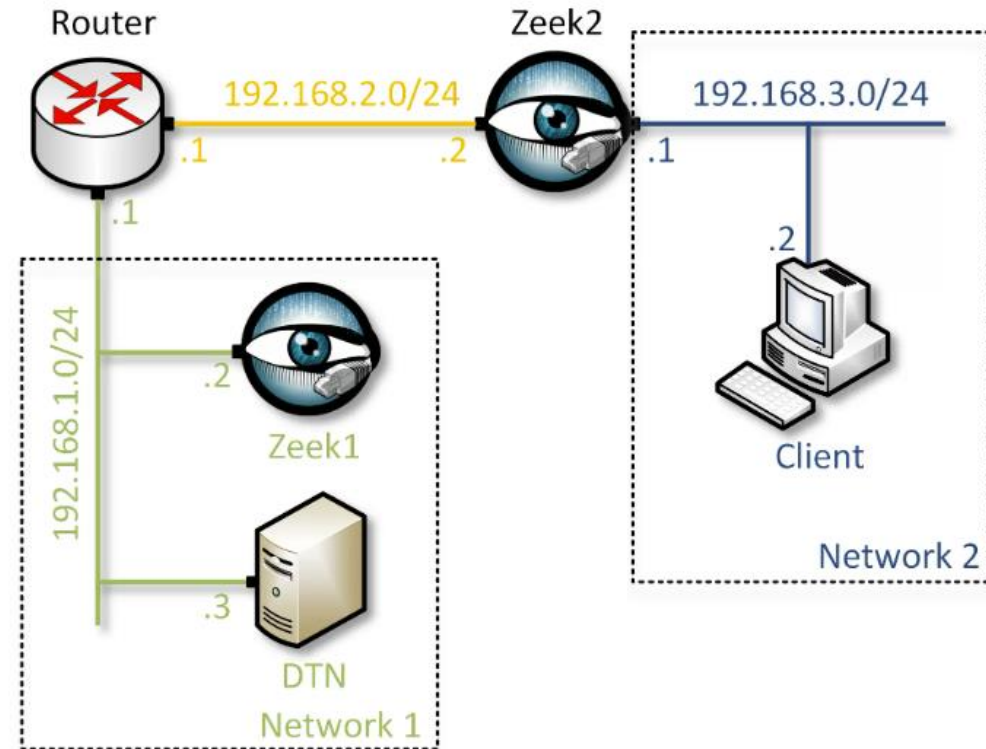 Router
Zeek2
192.168.2.0/24
192.168.3.0/24
.1
.2
.1
.1
.2
192.168.1.0/24
.2
Zeek1
Client
.3
DTN
Network 2
Network 1